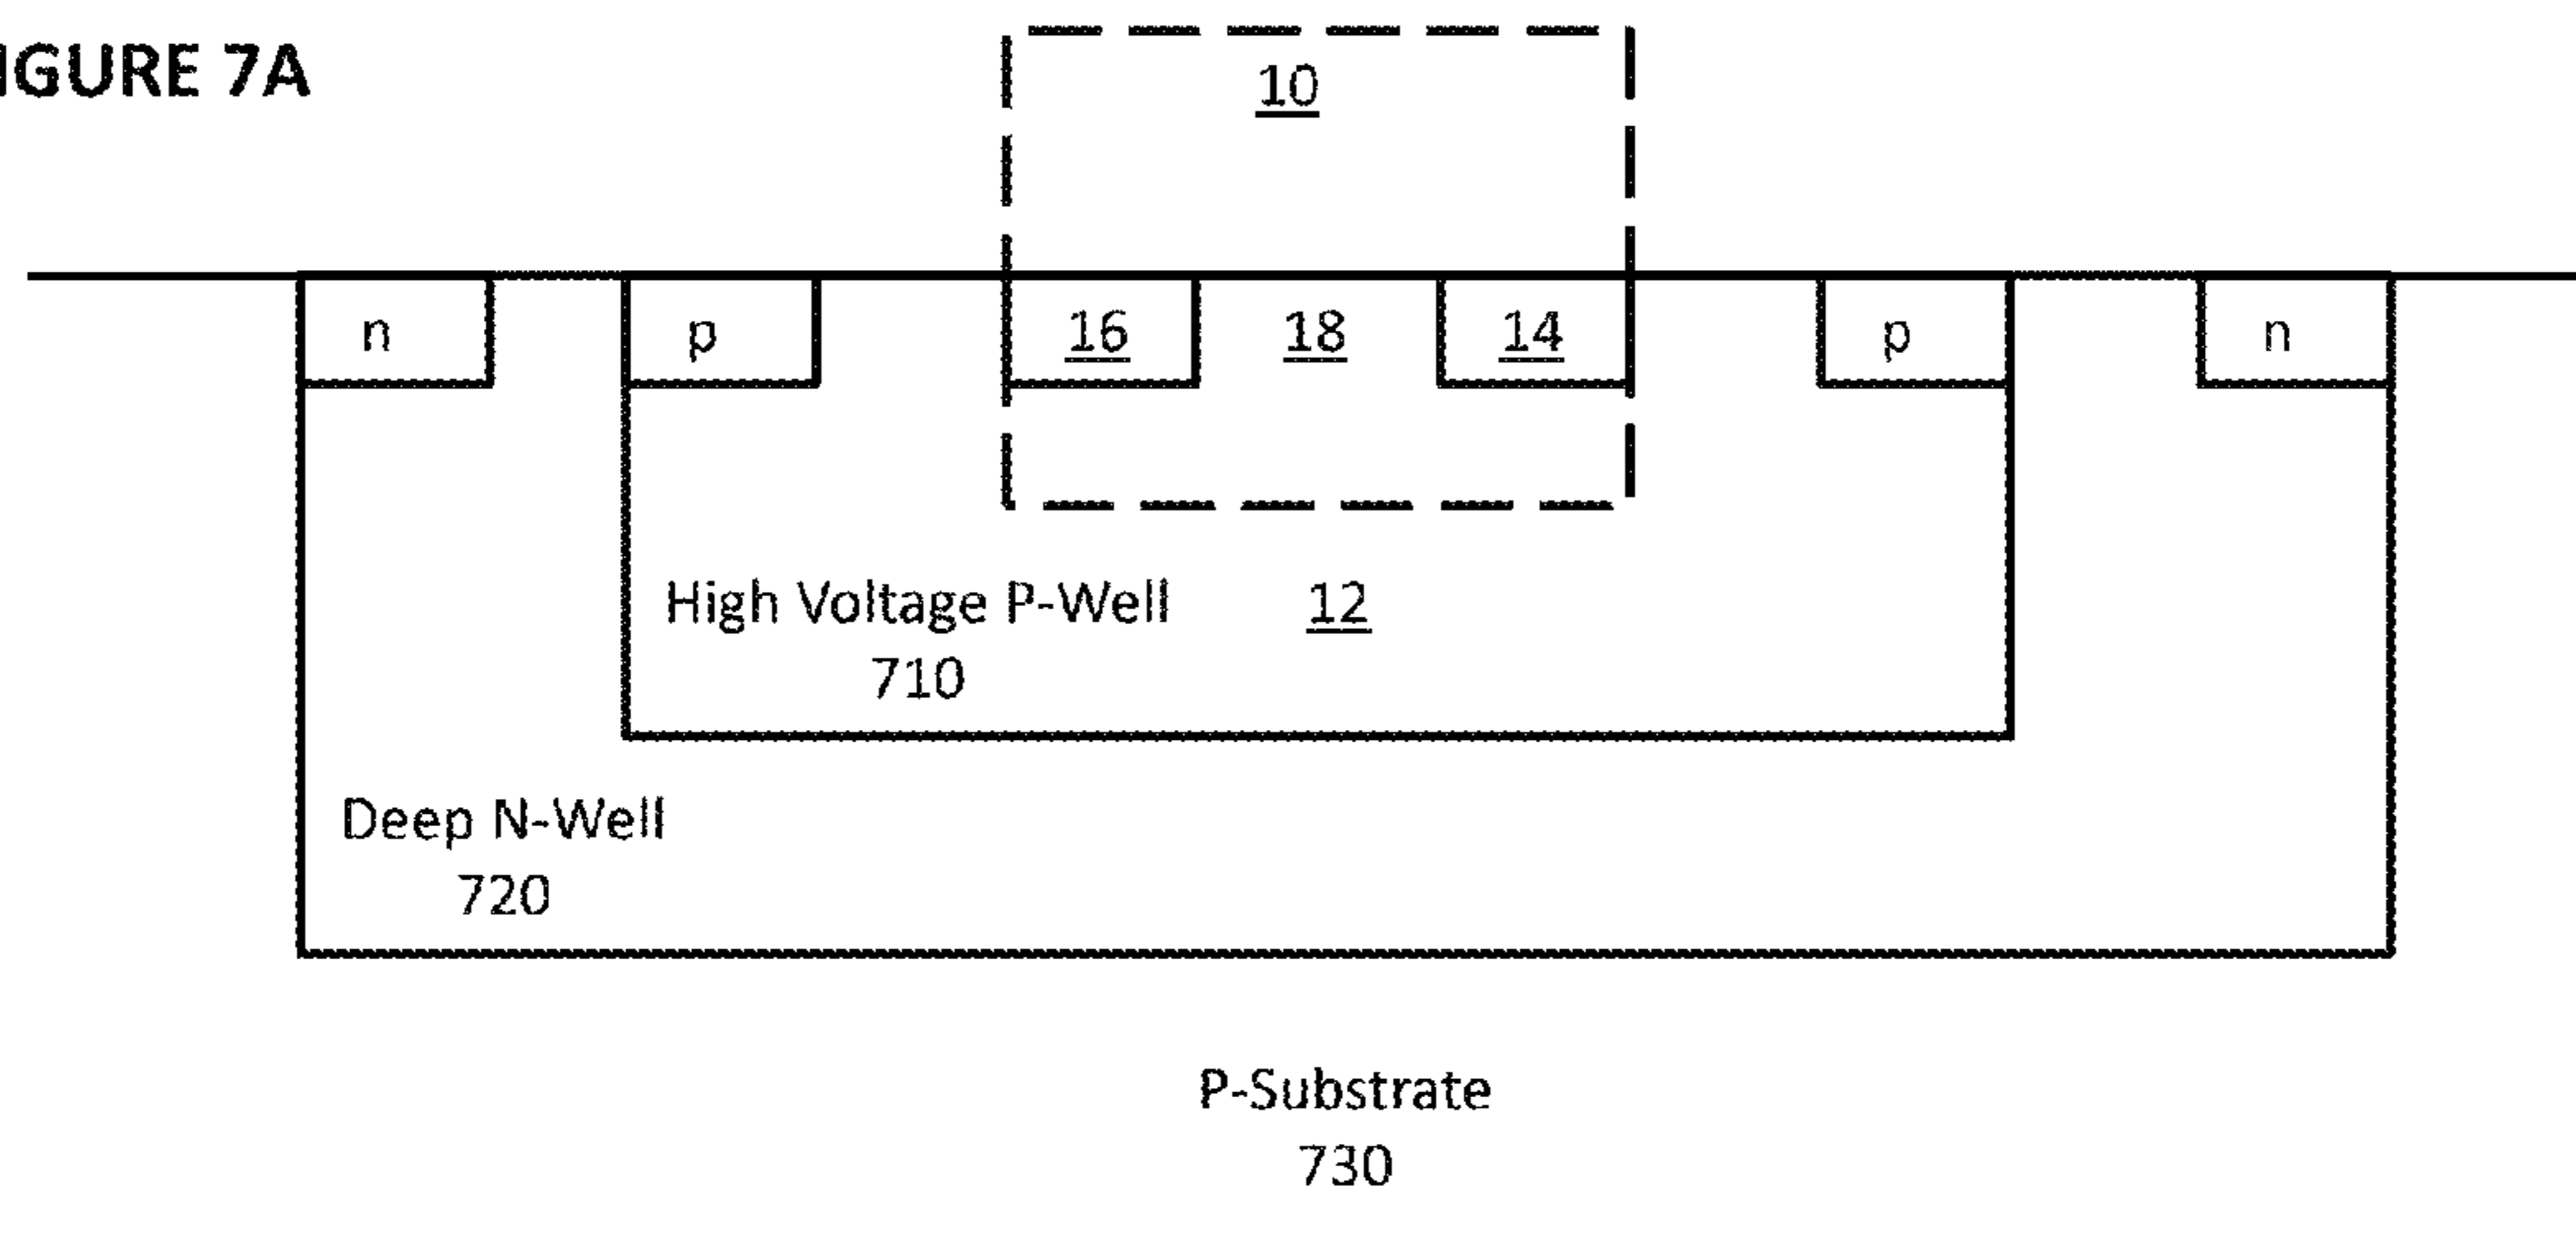 IGURE 7A
10
n p 16 18 14 p n
High Voltage P-Well 12
710
Deep N-Well
720
P-Substrate
730